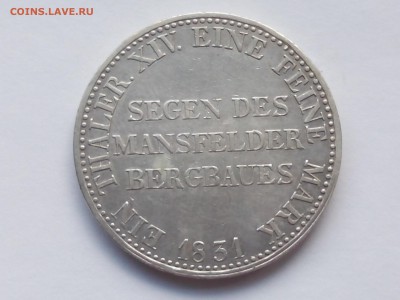 COINS.LAVE.RU
EIN THALER. XIV. EINE FEINE MARK
SEGEN DES
MANSFELDER
BERGBAUES
1831